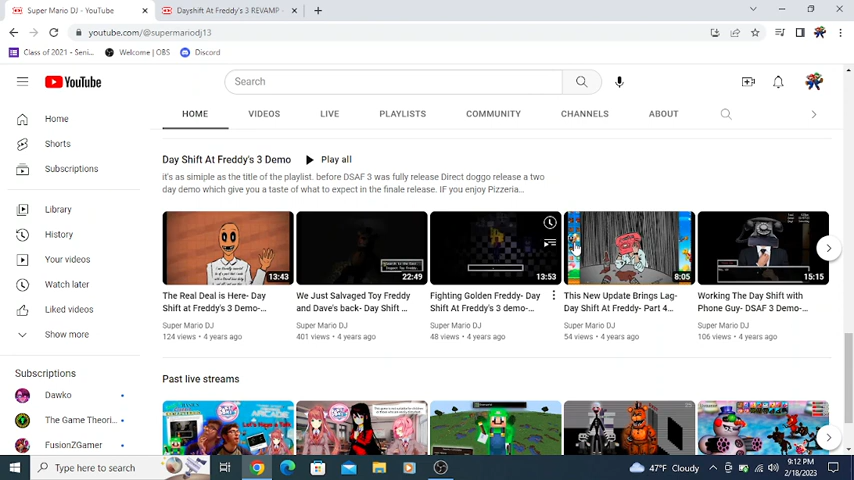 Super Mario DJ - YouTube
Dayshift At Freddy's 3 REVAMP -
youtube.com/@supermariodj13
Class of 2021 - Seni...
Welcome | OBS
Discord
YouTube
Search
HOME
VIDEOS
LIVE
PLAYLISTS
COMMUNITY
CHANNELS
ABOUT
Home
Shorts
Subscriptions
Library
History
Your videos
Watch later
Liked videos
Show more
Subscriptions
Dawko
The Game Theori...
FusionZGamer
Day Shift At Freddy's 3 Demo
Play all
it's as simiple as the title of the playlist. before DSAF 3 was fully release Direct doggo release a two
day demo which give you a taste of what to expect in the finale release. IF you enjoy Pizzeria...
13:43
22:49
13:53
8:05
15:15
The Real Deal is Here- Day
Shift at Freddy's 3 Demo-...
Super Mario DJ
124 views • 4 years ago
We Just Salvaged Toy Freddy
and Dave's back- Day Shift ...
Super Mario DJ
401 views • 4 years ago
Fighting Golden Freddy- Day
Shift At Freddy's 3 demo-...
Super Mario DJ
48 views • 4 years ago
This New Update Brings Lag-
Day Shift At Freddy- Part 4...
Super Mario DJ
54 views • 4 years ago
Working The Day Shift with
Phone Guy- DSAF 3 Demo-...
Super Mario DJ
106 views • 4 years ago
Past live streams
Type here to search
47°F Cloudy
9:12 PM
2/18/2023